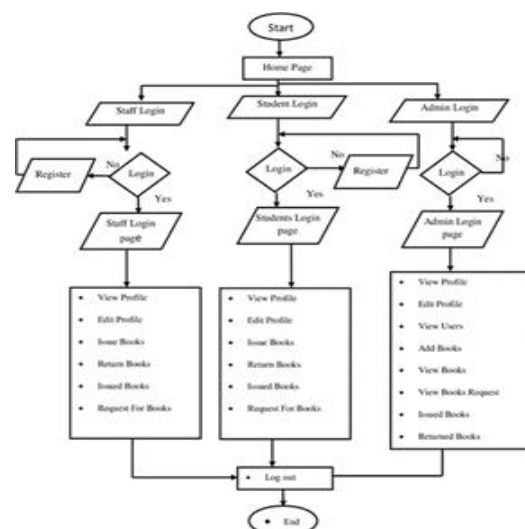 Start
Home Page
Staff Login
Student Login
Admin Login
Register
No
Login
Yes
Login
No
Register
Yes
Login
No
Yes
Staff Login
page
Students Login
page
Admin Login
page
• View Profile
• Edit Profile
• Issue Books
• Return Books
• Issued Books
• Request For Books
• View Profile
• Edit Profile
• Issue Books
• Return Books
• Issued Books
• Request For Books
• View Profile
• Edit Profile
• View Users
• Add Books
• View Books
• View Books Request
• Issued Books
• Returned Books
• Log out
• End